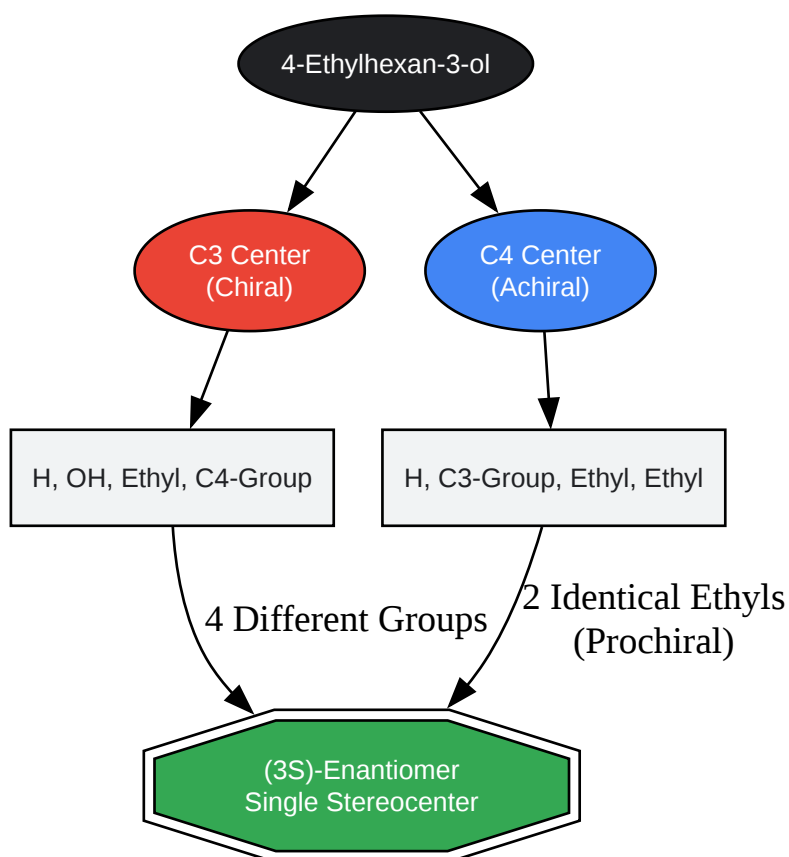 4-Ethylhexan-3-ol
C3 Center
(Chiral)
C4 Center
(Achiral)
H, OH, Ethyl, C4-Group
H, C3-Group, Ethyl, Ethyl
4 Different Groups
2 Identical Ethyls
(Prochiral)
(3S)-Enantiomer
Single Stereocenter